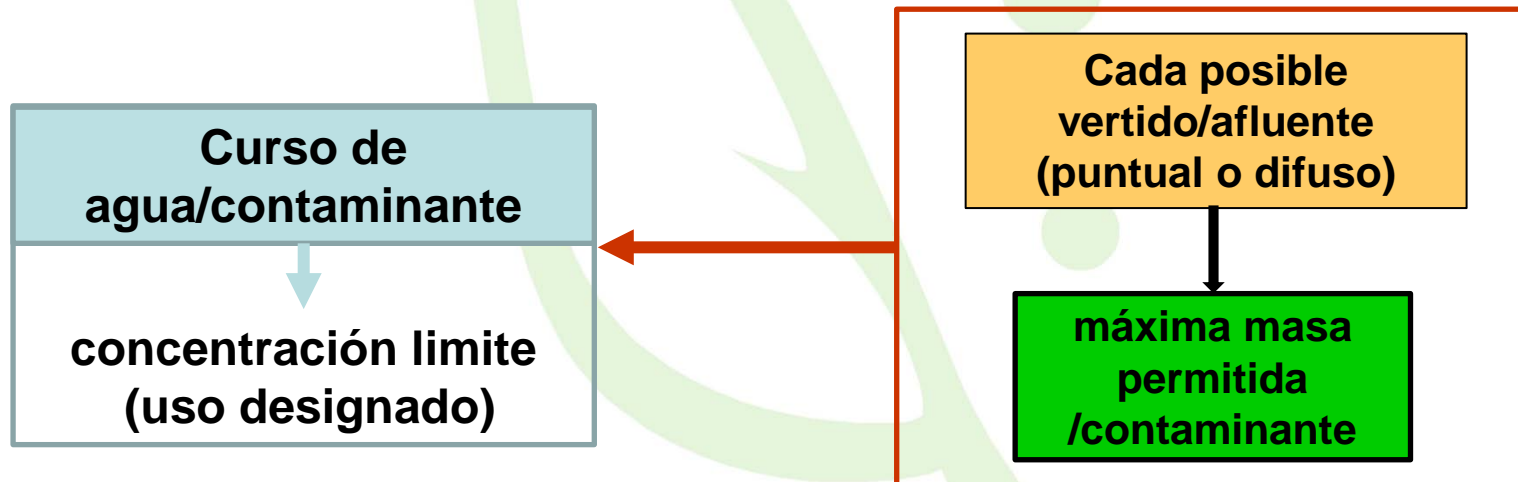 Curso de
agua/contaminante
concentración limite
(uso designado)
Cada posible
vertido/afluente
(puntual o difuso)
máxima masa
permitida
/contaminante